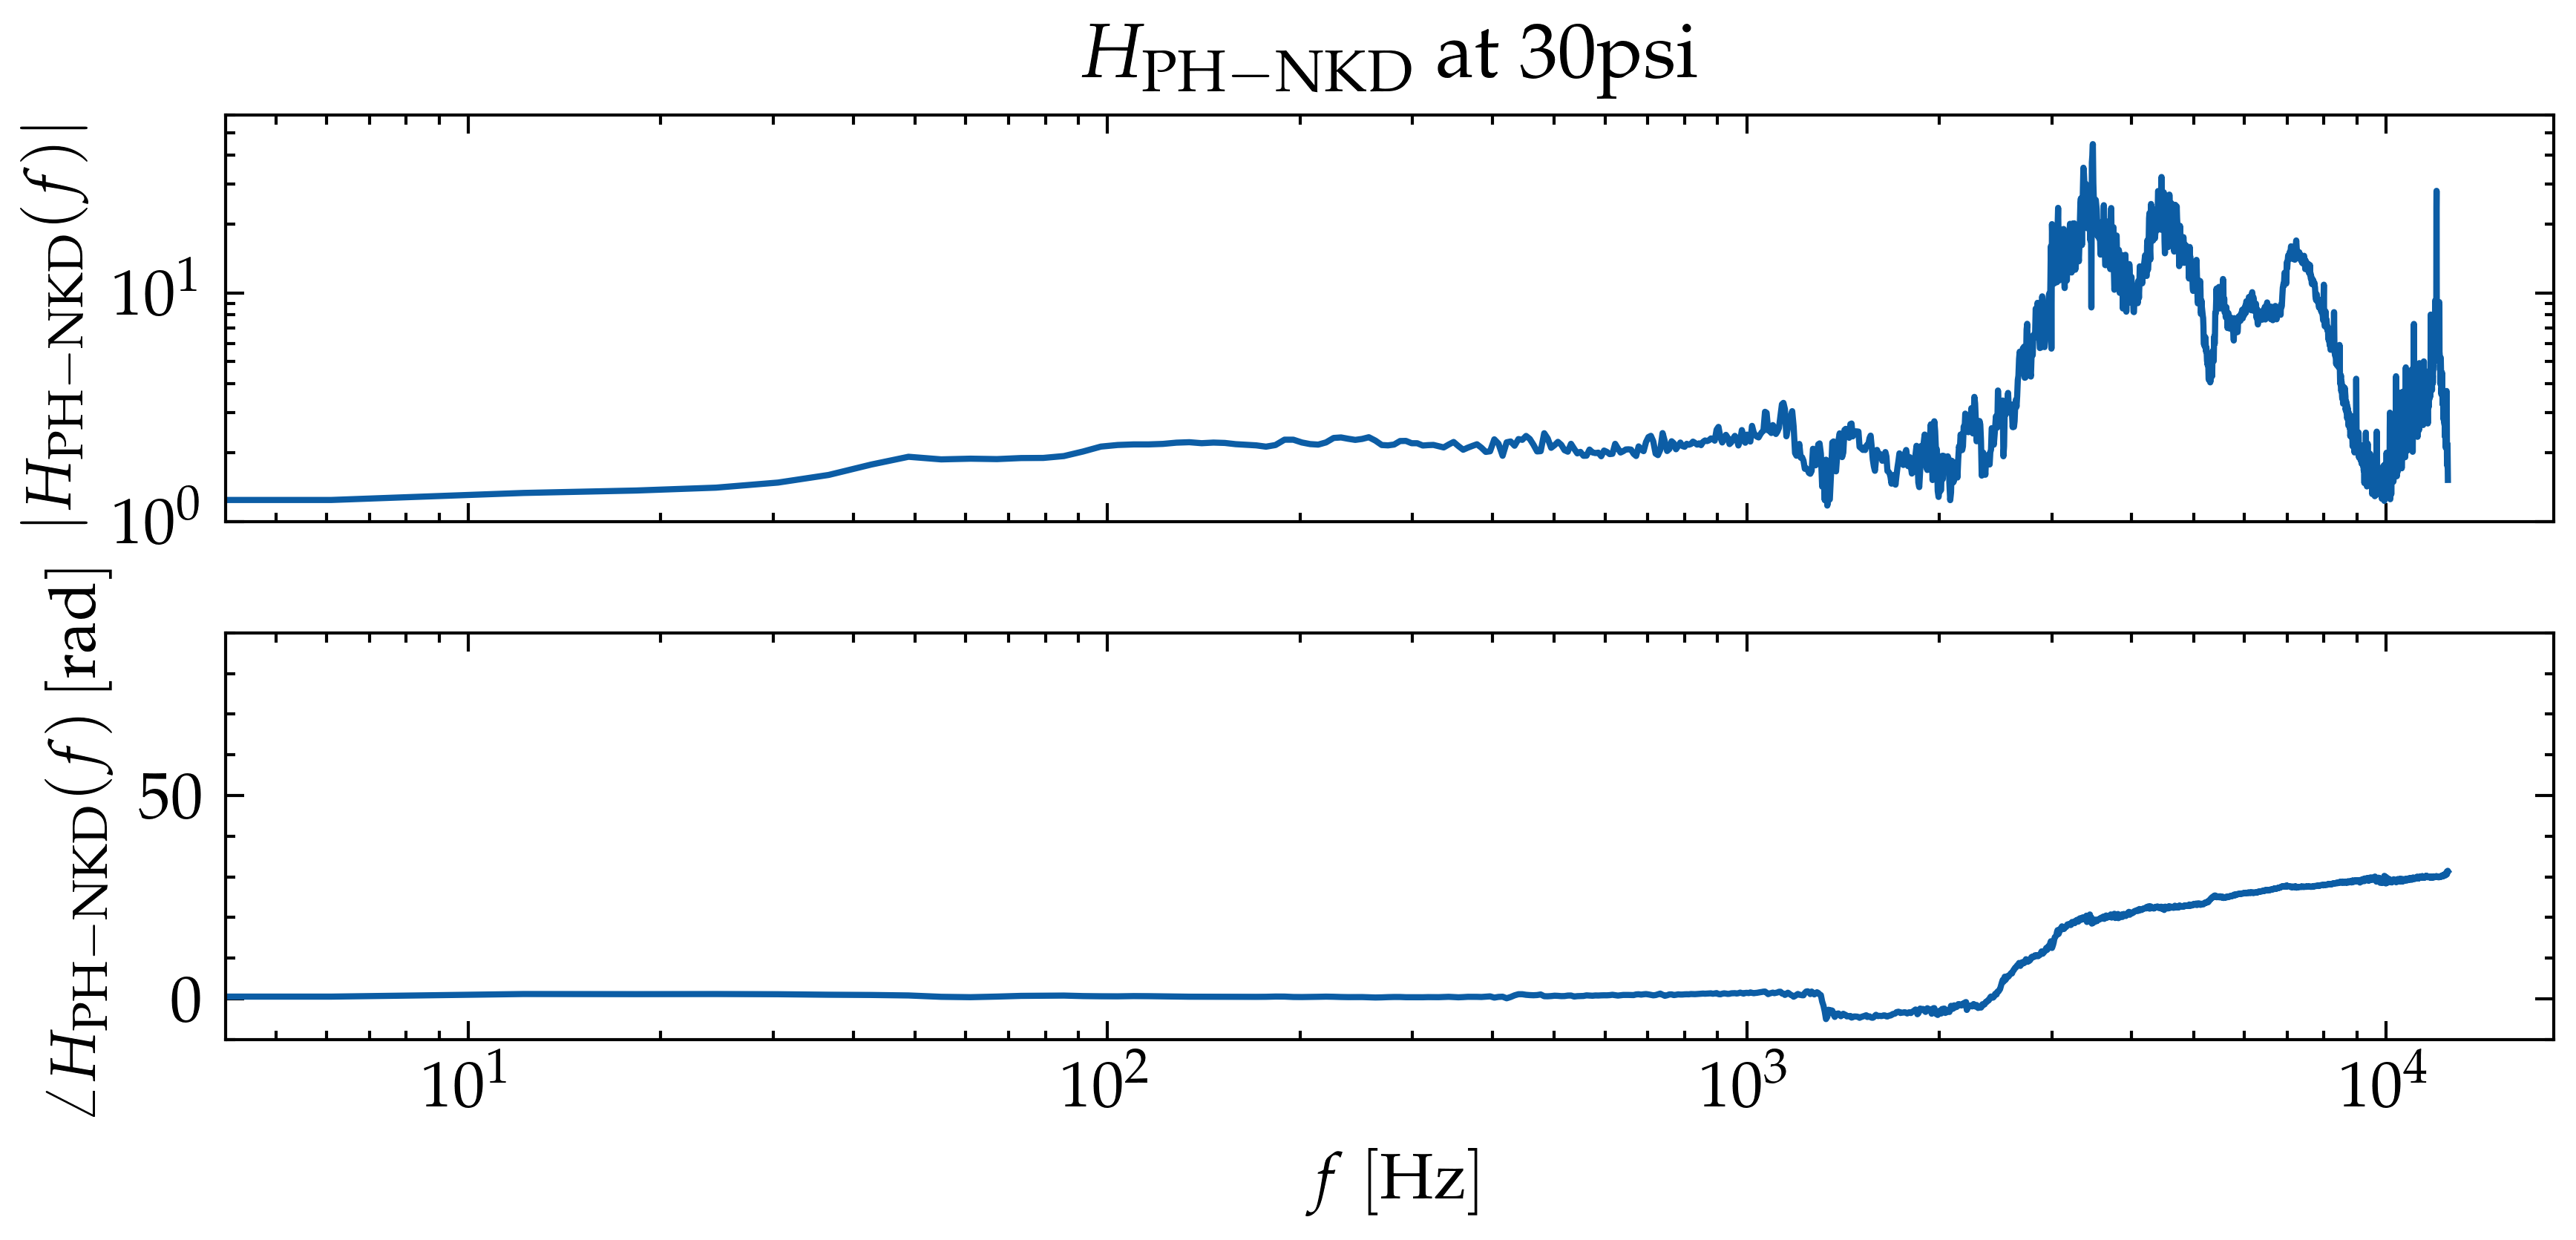 H_PH−NKD at 30psi
|H_PH−NKD(f)|
10^1
10^0
∠H_PH−NKD(f) [rad]
50
0
10^1 10^2 10^3 10^4
f [Hz]